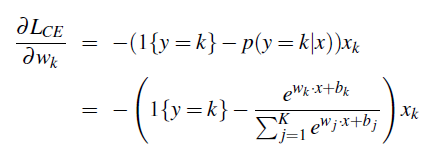 ∂L_CE/∂w_k = −(1{y = k} − p(y = k|x))x_k
= −(1{y = k} − e^{w_k·x+b_k} / ∑_{j=1}^{K} e^{w_j·x+b_j}) x_k